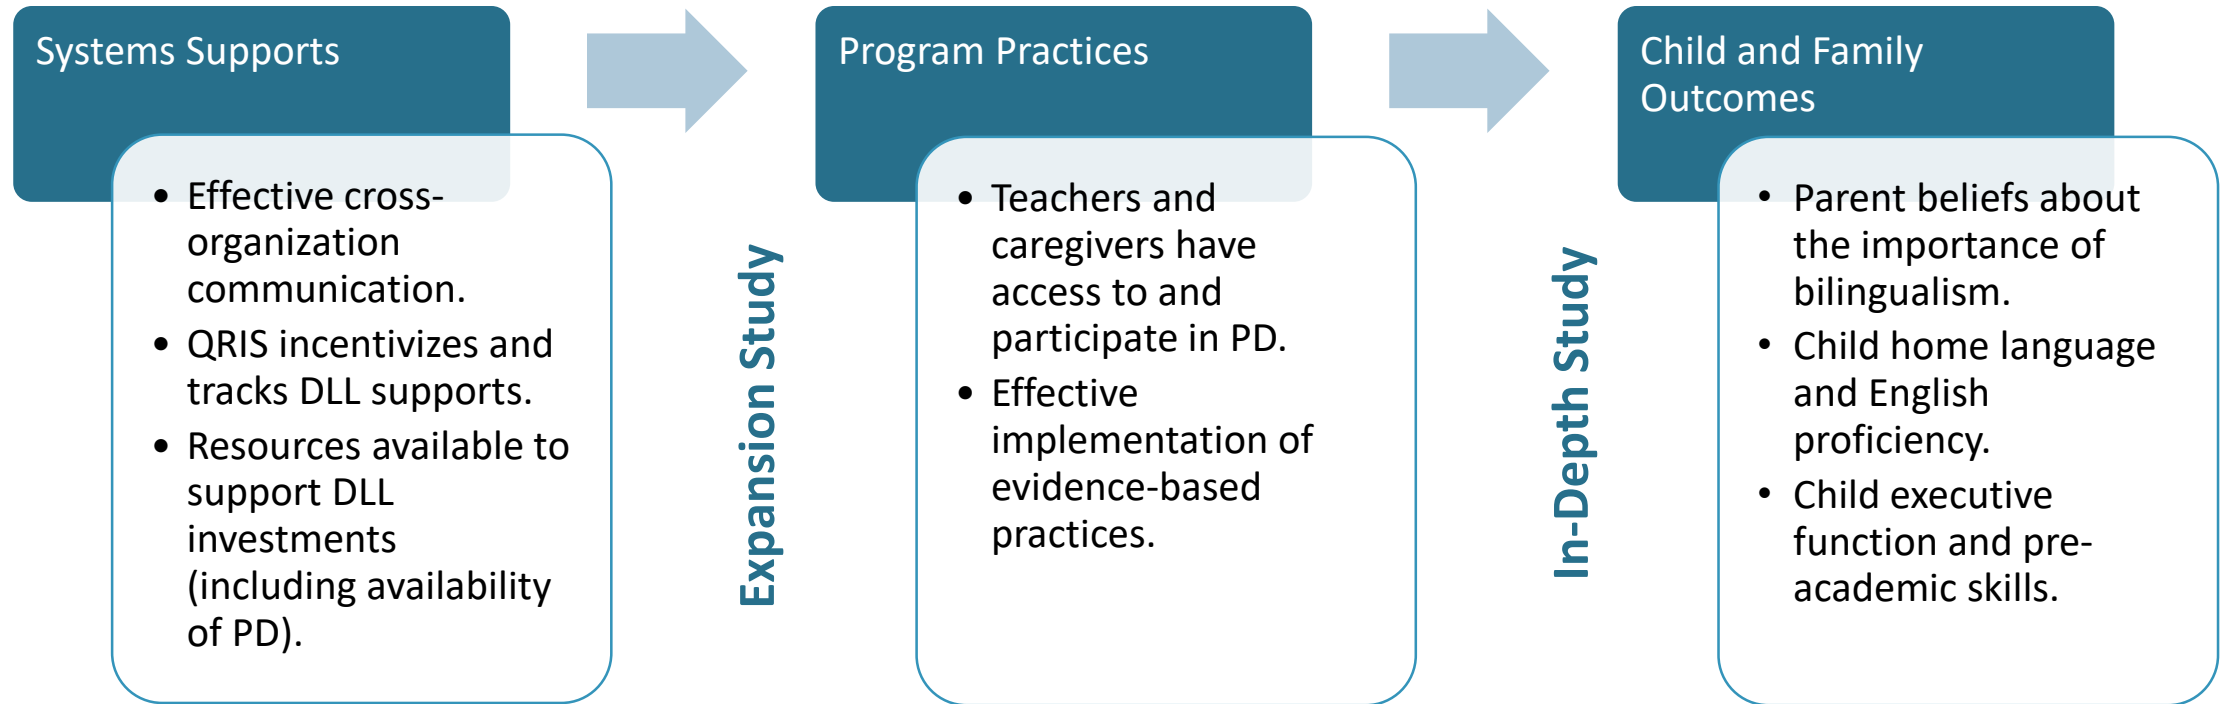 Systems Supports
• Effective cross-
organization
communication.
• QRIS incentivizes and
tracks DLL supports.
• Resources available to
support DLL
investments
(including availability
of PD).
Expansion Study
Program Practices
• Teachers and
caregivers have
access to and
participate in PD.
• Effective
implementation of
evidence-based
practices.
In-Depth Study
Child and Family
Outcomes
• Parent beliefs about
the importance of
bilingualism.
• Child home language
and English
proficiency.
• Child executive
function and pre-
academic skills.